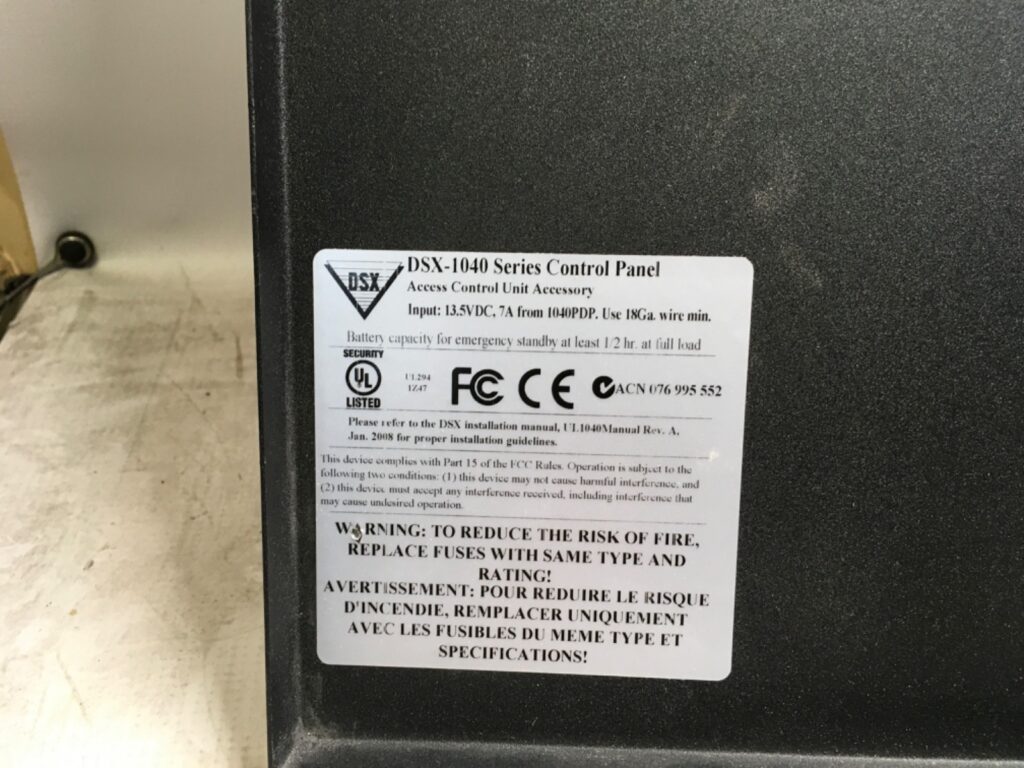 DSX
DSX-1040 Series Control Panel
Access Control Unit Accessory
Input: 13.5VDC, 7A from 1040PDP. Use 18Ga. wire min.
Battery capacity for emergency standby at least 1/2 hr. at full load
SECURITY
UL
LISTED
UL294
1Z47
FC CE ACN 076 995 552
Please refer to the DSX installation manual, UL1040Manual Rev. A,
Jan. 2008 for proper installation guidelines.
This device complies with Part 15 of the FCC Rules. Operation is subject to the
following two conditions: (1) this device may not cause harmful interference, and
(2) this device must accept any interference received, including interference that
may cause undesired operation.
WARNING: TO REDUCE THE RISK OF FIRE,
REPLACE FUSES WITH SAME TYPE AND
RATING!
AVERTISSEMENT: POUR REDUIRE LE RISQUE
D'INCENDIE, REMPLACER UNIQUEMENT
AVEC LES FUSIBLES DU MEME TYPE ET
SPECIFICATIONS!